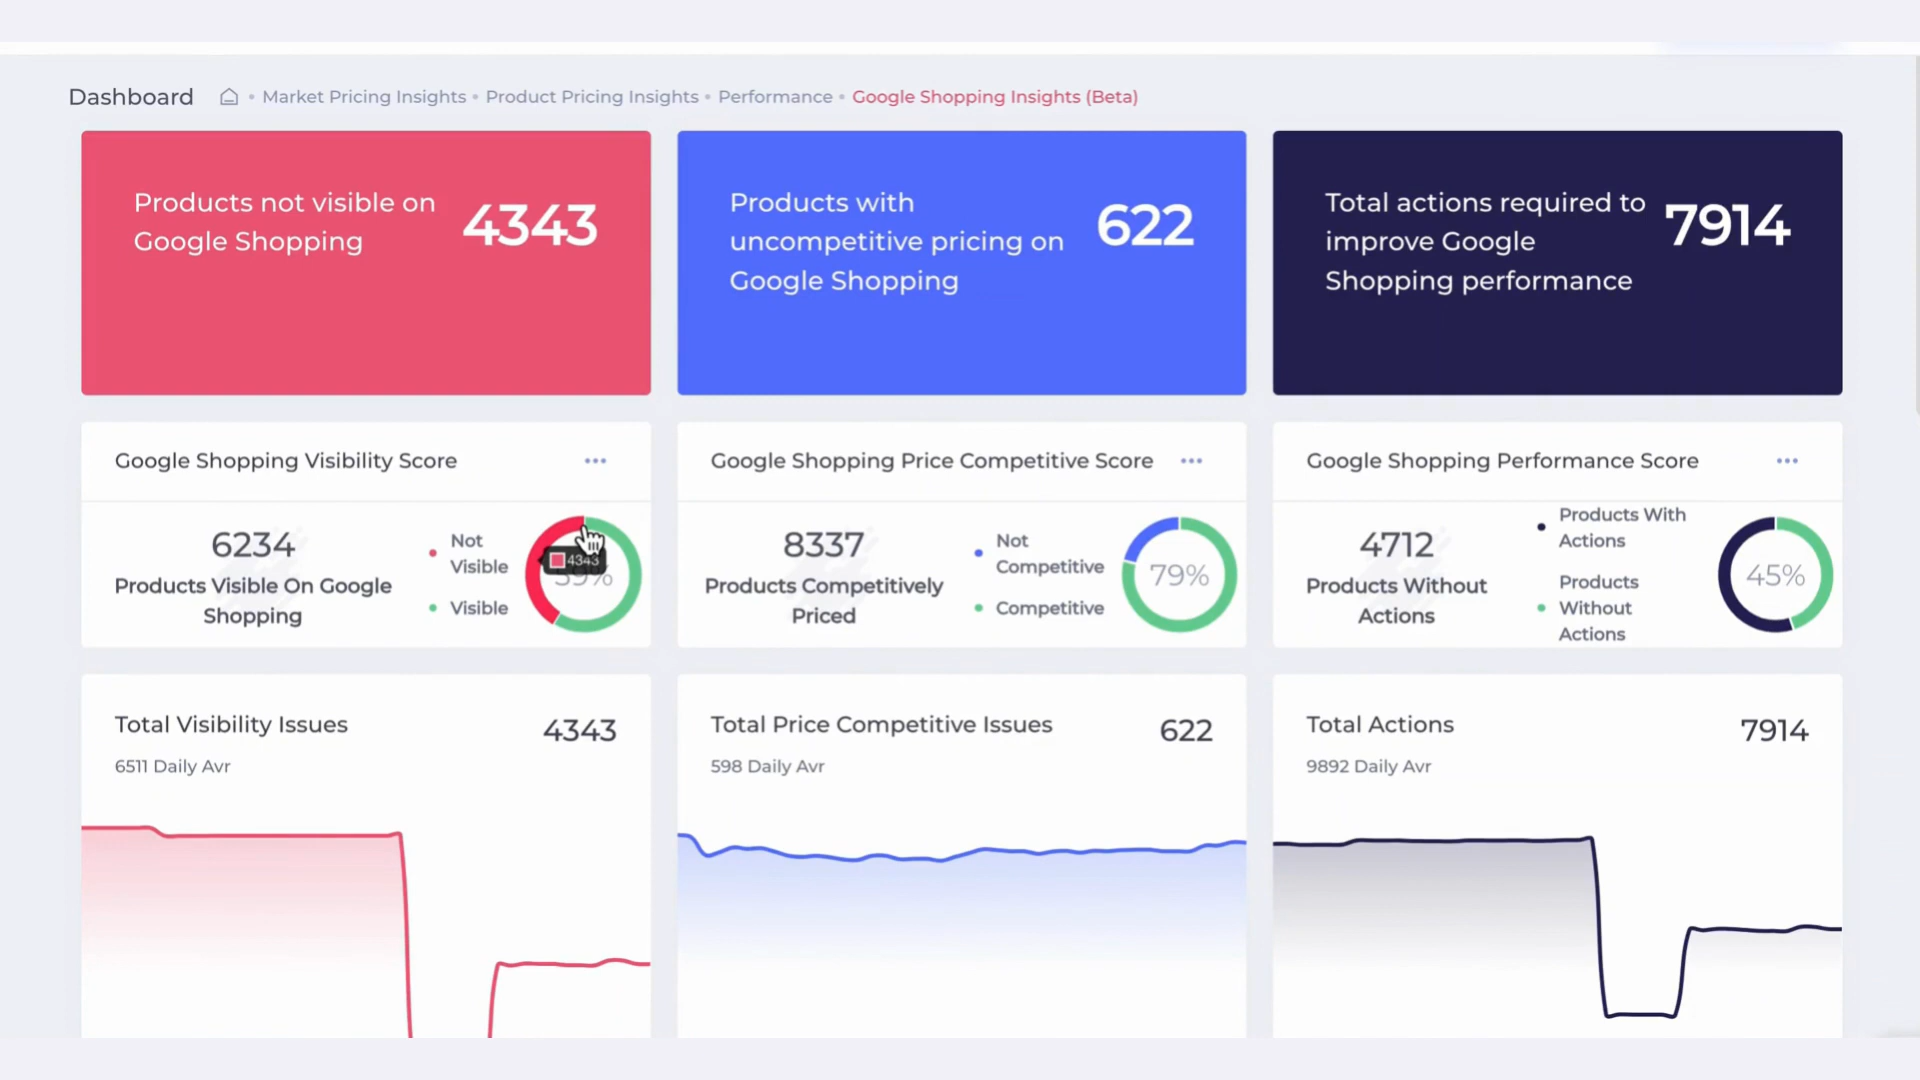 Dashboard
Market Pricing Insights • Product Pricing Insights • Performance • Google Shopping Insights (Beta)
Products not visible on
Google Shopping
4343
Products with
uncompetitive pricing on
Google Shopping
622
Total actions required to
improve Google
Shopping performance
7914
Google Shopping Visibility Score
6234
Products Visible On Google
Shopping
Not
Visible
Visible
4343
59%
Google Shopping Price Competitive Score
8337
Products Competitively
Priced
Not
Competitive
Competitive
79%
Google Shopping Performance Score
4712
Products Without
Actions
Products With
Actions
Products
Without
Actions
45%
Total Visibility Issues
4343
6511 Daily Avr
Total Price Competitive Issues
622
598 Daily Avr
Total Actions
7914
9892 Daily Avr